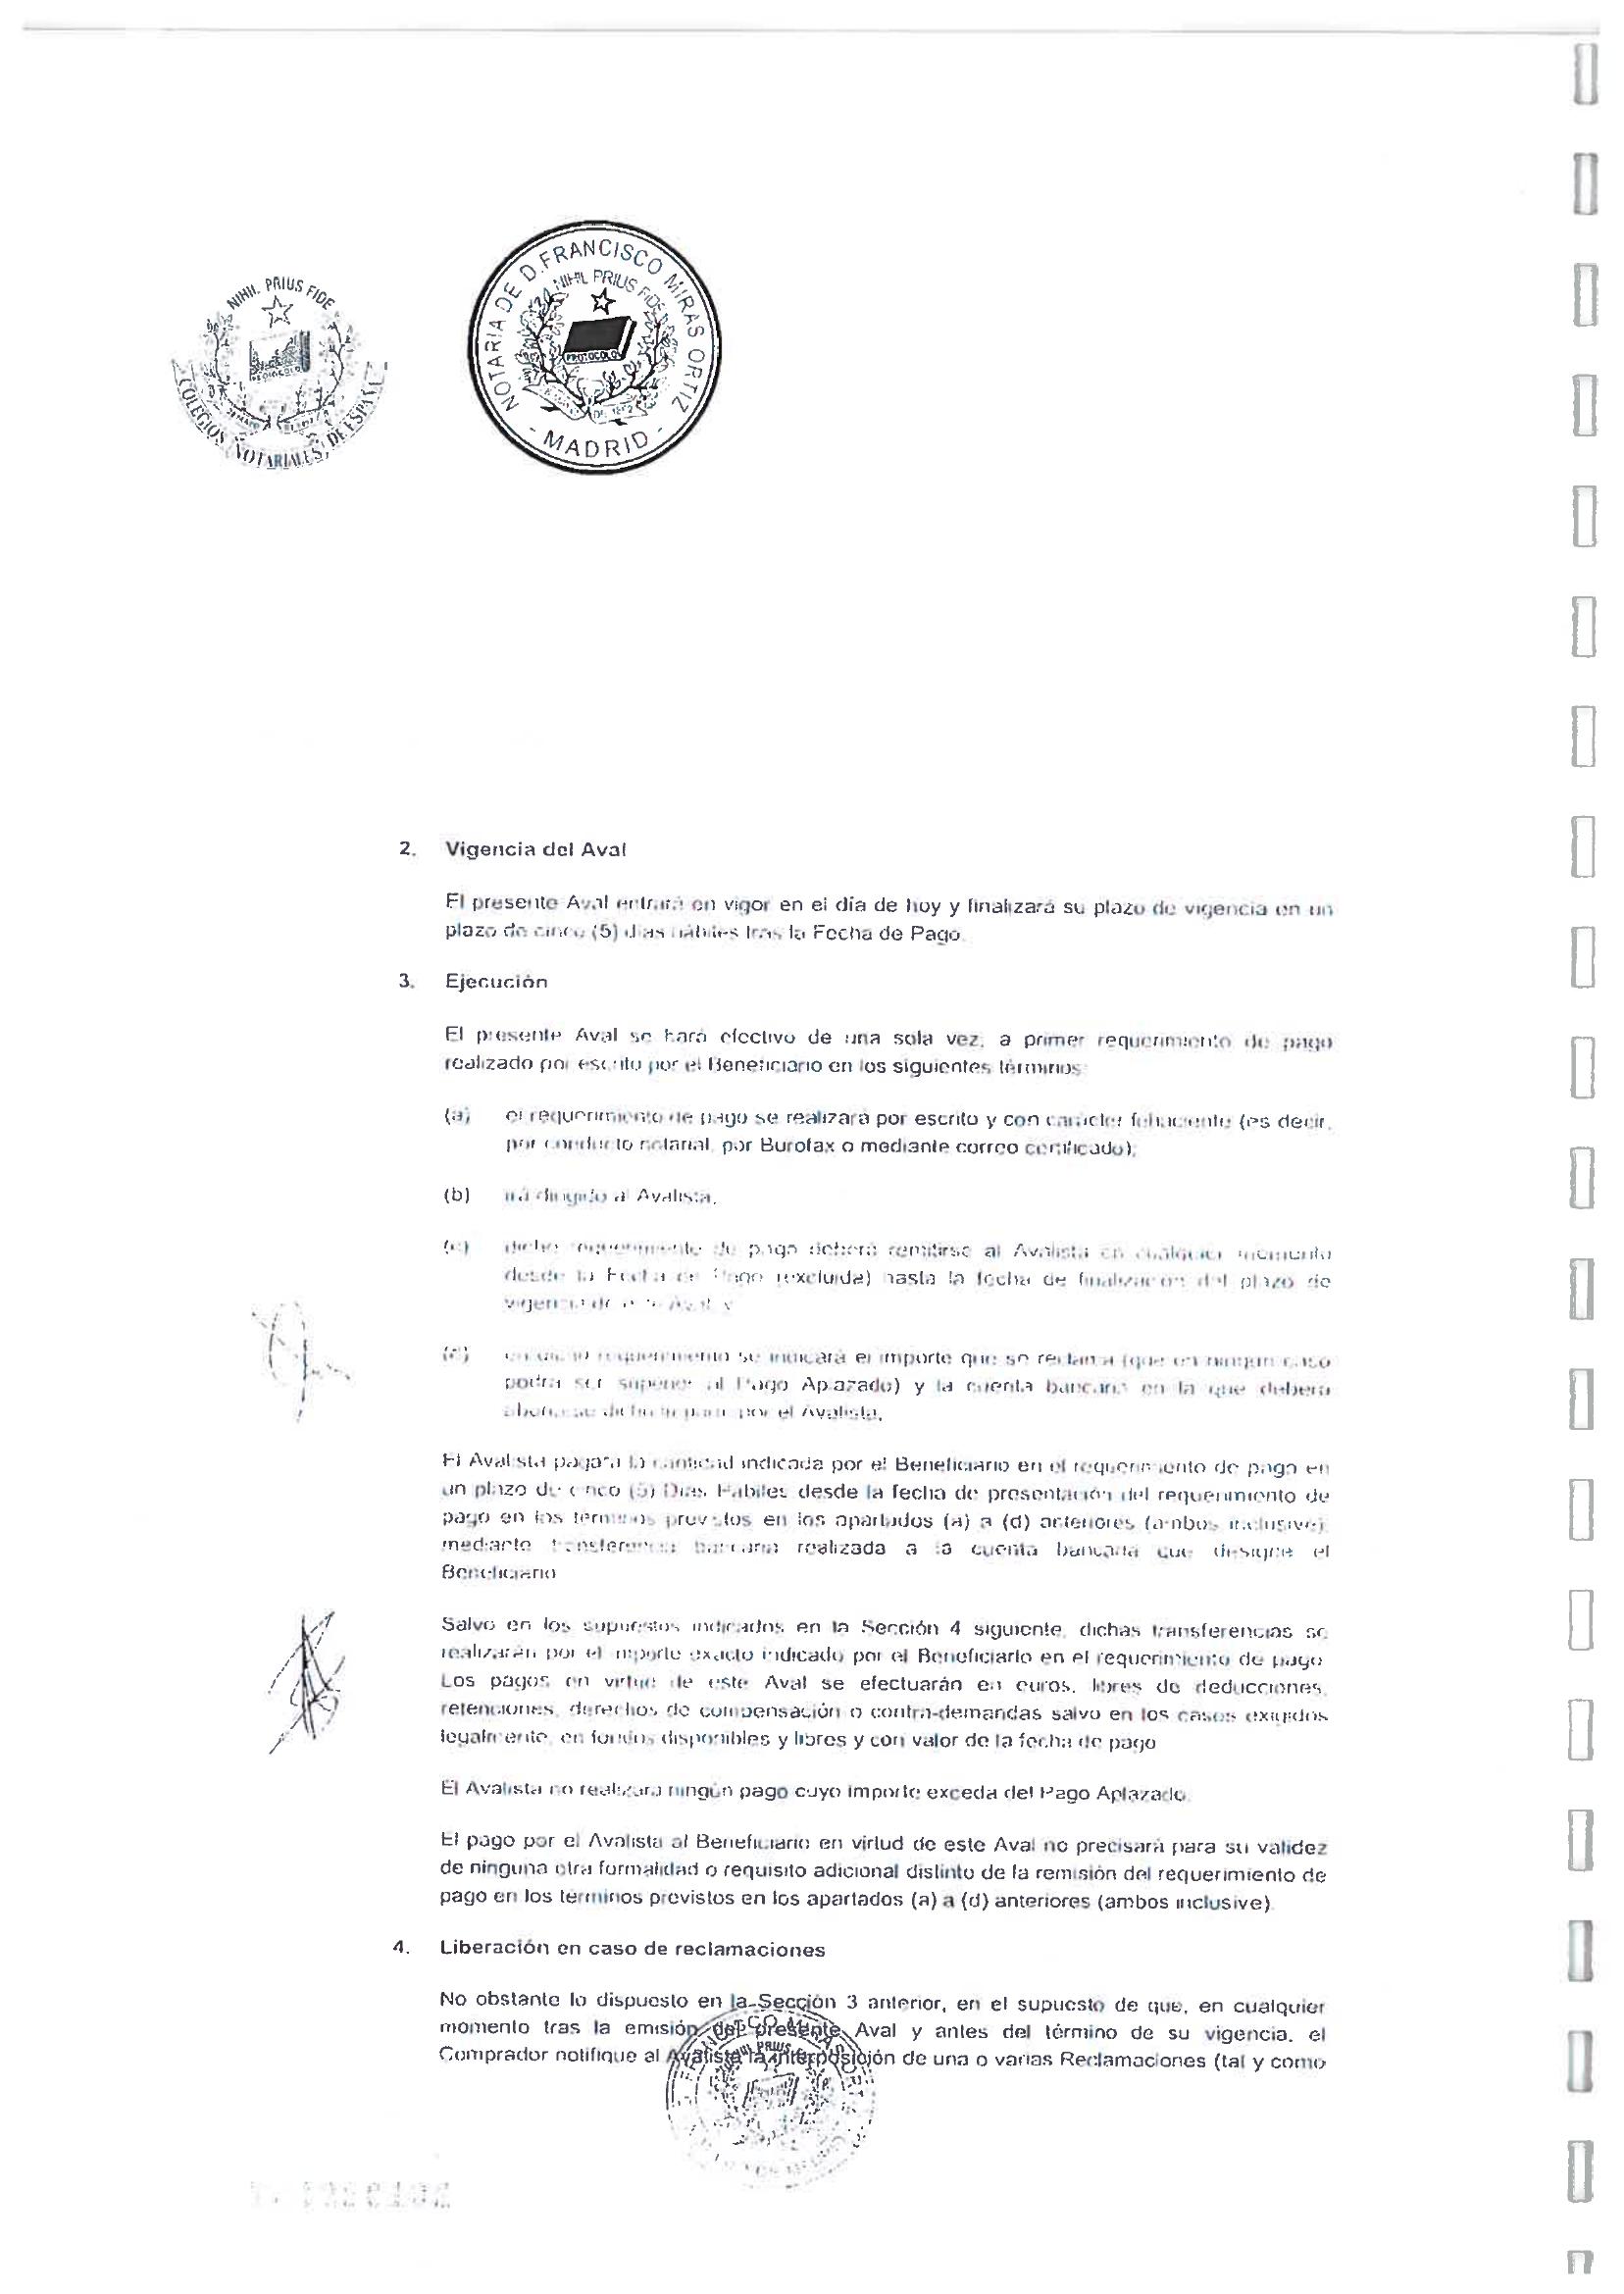 NIHIL PRIUS FIDE
PROTOCOLO
COLEGIOS NOTARIALES DE ESPAÑA
NOTARIA DE D. FRANCISCO MIRAS ORTIZ
NIHIL PRIUS FIDE
PROTOCOLO
- MADRID -
2. Vigencia del Aval
El presente Aval entrará en vigor en el día de hoy y finalizará su plazo de vigencia en un
plazo de cinco (5) días hábiles tras la Fecha de Pago.
3. Ejecución
El presente Aval se hará efectivo de una sola vez, a primer requerimiento de pago
realizado por escrito por el Beneficiario en los siguientes términos:
(a) el requerimiento de pago se realizará por escrito y con carácter fehaciente (es decir,
por conducto notarial, por Burofax o mediante correo certificado);
(b) irá dirigido al Avalista;
(c) dicho requerimiento de pago deberá remitirse al Avalista en cualquier momento
desde la Fecha de Pago (excluida) hasta la fecha de finalización del plazo de
vigencia de este Aval; y
(d) en dicho requerimiento se indicará el importe que se reclama (que en ningún caso
podrá ser superior al Pago Aplazado) y la cuenta bancaria en la que deberá
abonarse dicho importe por el Avalista.
El Avalista pagará la cantidad indicada por el Beneficiario en el requerimiento de pago en
un plazo de cinco (5) Días Hábiles desde la fecha de presentación del requerimiento de
pago en los términos previstos en los apartados (a) a (d) anteriores (ambos inclusive),
mediante transferencia bancaria realizada a la cuenta bancaria que designe el
Beneficiario.
Salvo en los supuestos indicados en la Sección 4 siguiente, dichas transferencias se
realizarán por el importe exacto indicado por el Beneficiario en el requerimiento de pago.
Los pagos en virtud de este Aval se efectuarán en euros, libres de deducciones,
retenciones, derechos de compensación o contra-demandas salvo en los casos exigidos
legalmente, en fondos disponibles y libres y con valor de la fecha de pago.
El Avalista no realizará ningún pago cuyo importe exceda del Pago Aplazado.
El pago por el Avalista al Beneficiario en virtud de este Aval no precisará para su validez
de ninguna otra formalidad o requisito adicional distinto de la remisión del requerimiento de
pago en los términos previstos en los apartados (a) a (d) anteriores (ambos inclusive).
4. Liberación en caso de reclamaciones
No obstante lo dispuesto en la Sección 3 anterior, en el supuesto de que, en cualquier
momento tras la emisión del presente Aval y antes del término de su vigencia, el
Comprador notifique al Avalista la interposición de una o varias Reclamaciones (tal y como